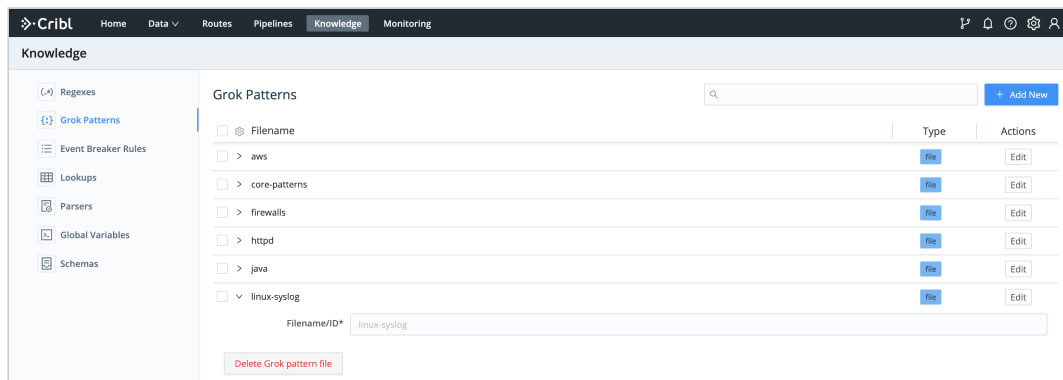 Cribl Home Data Routes Pipelines Knowledge Monitoring
Knowledge
(.*) Regexes
{:} Grok Patterns
Event Breaker Rules
Lookups
Parsers
Global Variables
Schemas
Grok Patterns
+ Add New
Filename Type Actions
aws file Edit
core-patterns file Edit
firewalls file Edit
httpd file Edit
java file Edit
linux-syslog file Edit
Filename/ID* linux-syslog
Delete Grok pattern file